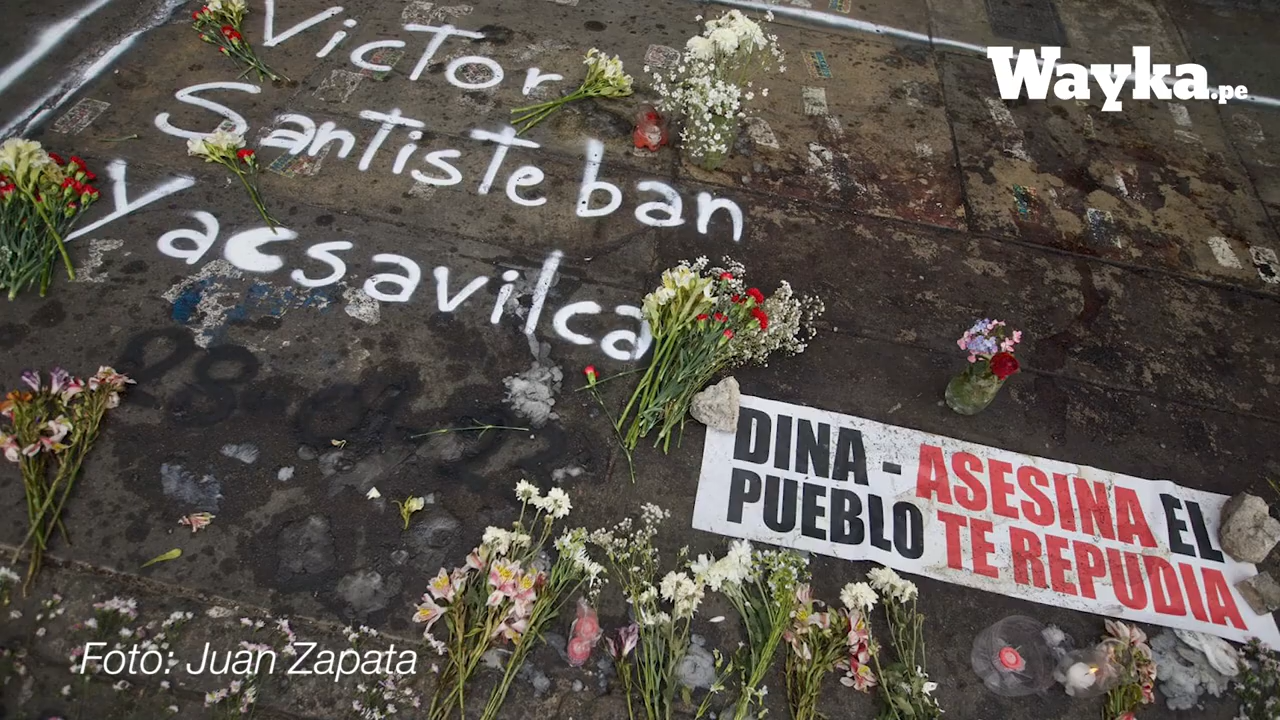 Wayka.pe
Victor
Santisteban
yacsavilca
DINA - ASESINA EL
PUEBLO TE REPUDIA
Foto: Juan Zapata